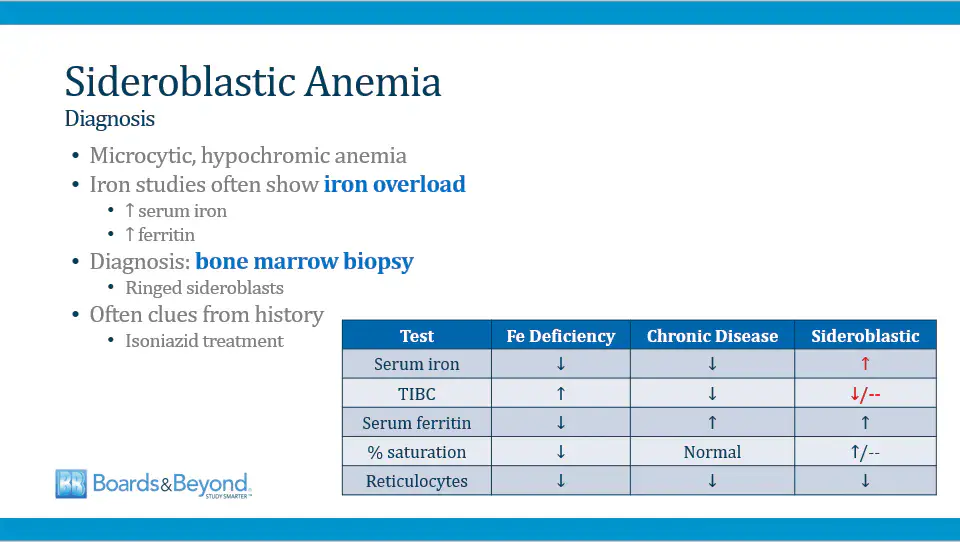 Sideroblastic Anemia
Diagnosis
• Microcytic, hypochromic anemia
• Iron studies often show iron overload
• ↑ serum iron
• ↑ ferritin
• Diagnosis: bone marrow biopsy
• Ringed sideroblasts
• Often clues from history
• Isoniazid treatment
Test Fe Deficiency Chronic Disease Sideroblastic
Serum iron ↓ ↓ ↑
TIBC ↑ ↓ ↓/--
Serum ferritin ↓ ↑ ↑
% saturation ↓ Normal ↑/--
Reticulocytes ↓ ↓ ↓
BB Boards&Beyond.
STUDY SMARTER™